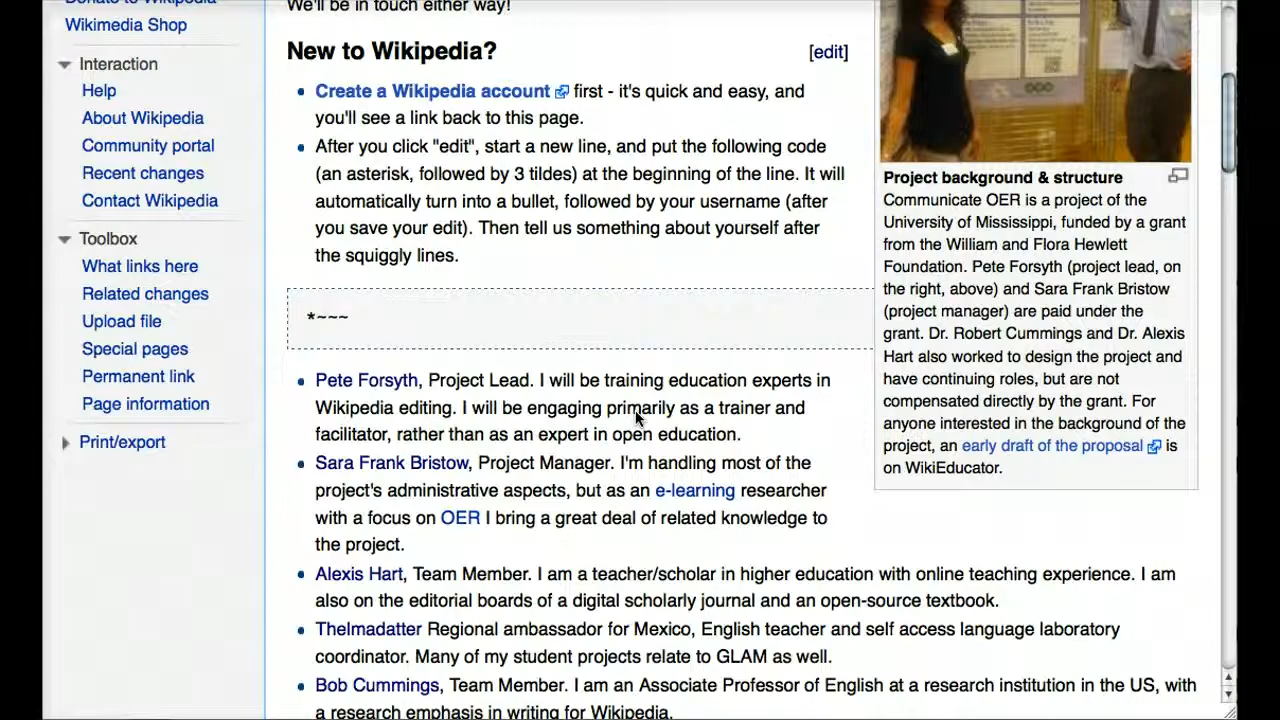 Donate to Wikipedia
Wikimedia Shop
Interaction
Help
About Wikipedia
Community portal
Recent changes
Contact Wikipedia
Toolbox
What links here
Related changes
Upload file
Special pages
Permanent link
Page information
Print/export
We'll be in touch either way!
New to Wikipedia? [edit]
Create a Wikipedia account first - it's quick and easy, and
you'll see a link back to this page.
After you click "edit", start a new line, and put the following code
(an asterisk, followed by 3 tildes) at the beginning of the line. It will
automatically turn into a bullet, followed by your username (after
you save your edit). Then tell us something about yourself after
the squiggly lines.
*~~~
Pete Forsyth, Project Lead. I will be training education experts in
Wikipedia editing. I will be engaging primarily as a trainer and
facilitator, rather than as an expert in open education.
Sara Frank Bristow, Project Manager. I'm handling most of the
project's administrative aspects, but as an e-learning researcher
with a focus on OER I bring a great deal of related knowledge to
the project.
Alexis Hart, Team Member. I am a teacher/scholar in higher education with online teaching experience. I am
also on the editorial boards of a digital scholarly journal and an open-source textbook.
Thelmadatter Regional ambassador for Mexico, English teacher and self access language laboratory
coordinator. Many of my student projects relate to GLAM as well.
Bob Cummings, Team Member. I am an Associate Professor of English at a research institution in the US, with
a research emphasis in writing for Wikipedia.
Project background & structure
Communicate OER is a project of the
University of Mississippi, funded by a grant
from the William and Flora Hewlett
Foundation. Pete Forsyth (project lead, on
the right, above) and Sara Frank Bristow
(project manager) are paid under the
grant. Dr. Robert Cummings and Dr. Alexis
Hart also worked to design the project and
have continuing roles, but are not
compensated directly by the grant. For
anyone interested in the background of the
project, an early draft of the proposal is
on WikiEducator.